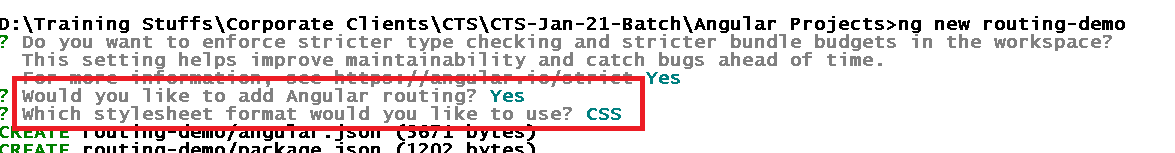 D:\Training Stuffs\Corporate Clients\CTS\CTS-Jan-21-Batch\Angular Projects>ng new routing-demo
? Do you want to enforce stricter type checking and stricter bundle budgets in the workspace?
This setting helps improve maintainability and catch bugs ahead of time.
For more information, see https://angular.io/strict Yes
? Would you like to add Angular routing? Yes
? Which stylesheet format would you like to use? CSS
CREATE routing-demo/angular.json (3671 bytes)
CREATE routing-demo/package.json (1202 bytes)